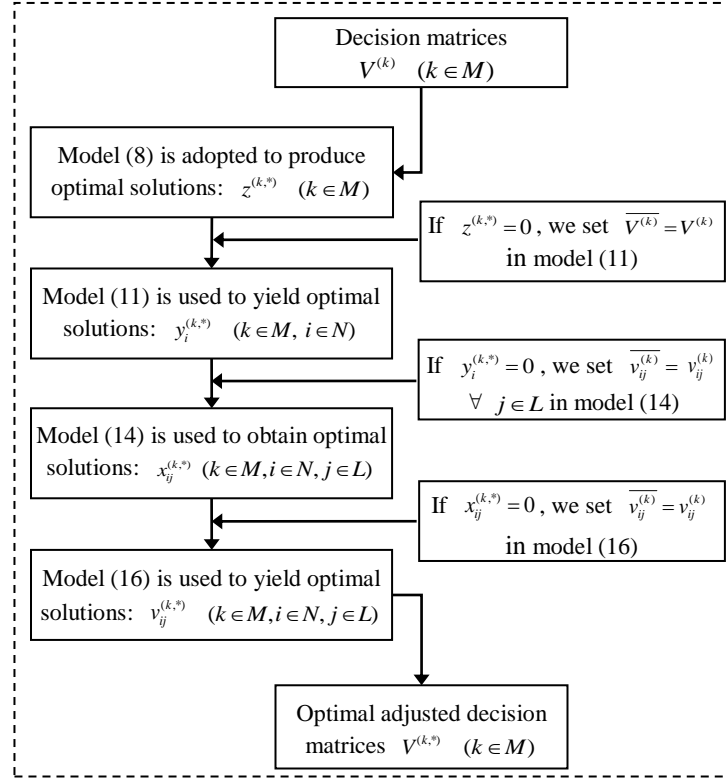 Decision matrices
V^(k) (k ∈ M)
Model (8) is adopted to produce
optimal solutions: z^(k,*) (k ∈ M)
If z^(k,*) = 0 , we set \overline{V^(k)} = V^(k)
in model (11)
Model (11) is used to yield optimal
solutions: y_i^(k,*) (k ∈ M, i ∈ N)
If y_i^(k,*) = 0 , we set \overline{v_ij^(k)} = v_ij^(k)
∀ j ∈ L in model (14)
Model (14) is used to obtain optimal
solutions: x_ij^(k,*) (k ∈ M, i ∈ N, j ∈ L)
If x_ij^(k,*) = 0 , we set \overline{v_ij^(k)} = v_ij^(k)
in model (16)
Model (16) is used to yield optimal
solutions: v_ij^(k,*) (k ∈ M, i ∈ N, j ∈ L)
Optimal adjusted decision
matrices V^(k,*) (k ∈ M)